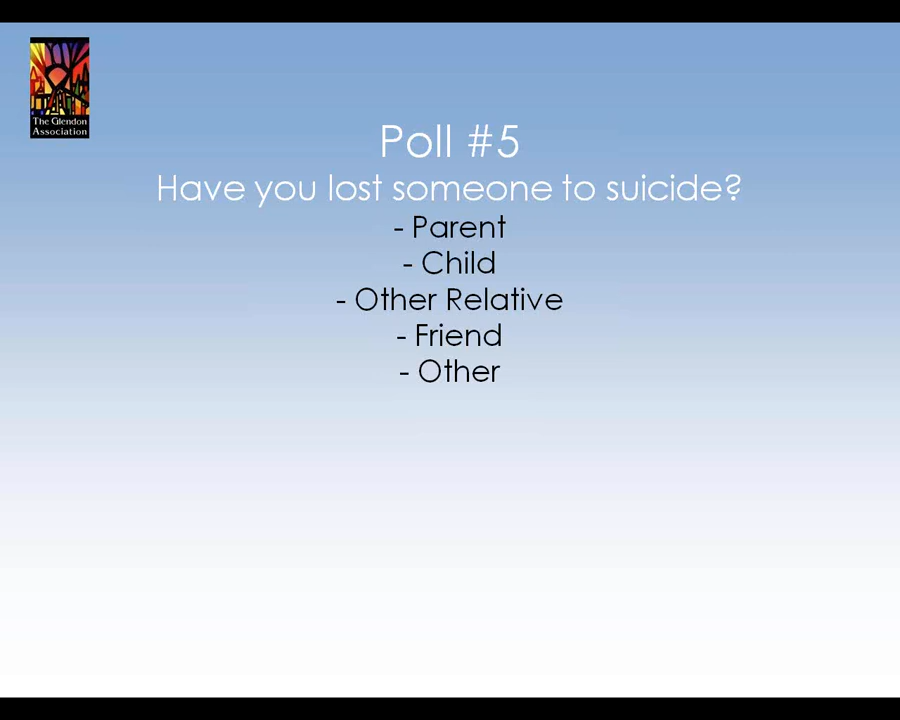 The Glendon
Association
Poll #5
Have you lost someone to suicide?
- Parent
- Child
- Other Relative
- Friend
- Other